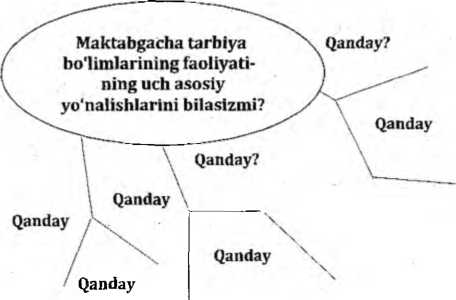 Maktabgacha tarbiya
bo'limlarining faoliyati-
ning uch asosiy
yo'nalishlarini bilasizmi?
Qanday?
Qanday
Qanday?
Qanday
Qanday
Qanday
Qanday